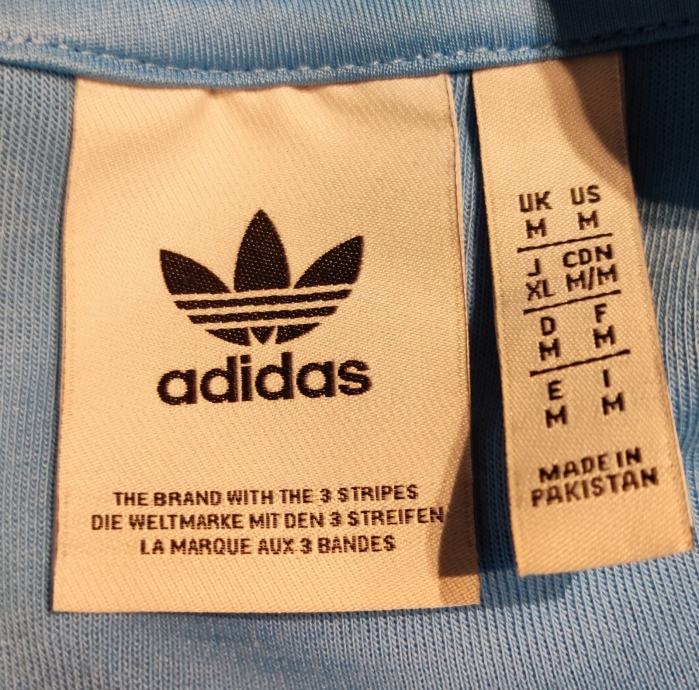 adidas
THE BRAND WITH THE 3 STRIPES
DIE WELTMARKE MIT DEN 3 STREIFEN
LA MARQUE AUX 3 BANDES
UK US
M M
J CDN
XL M/M
D F
M M
E I
M M
MADE IN
PAKISTAN